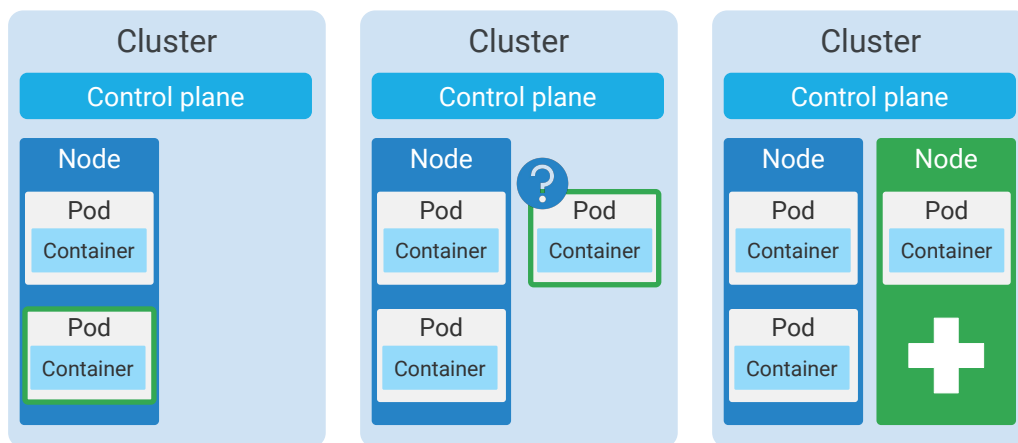 Cluster
Control plane
Node
Pod
Container
Pod
Container
Cluster
Control plane
Node
Pod
Container
Pod
Container
?
Pod
Container
Cluster
Control plane
Node
Pod
Container
Pod
Container
Node
Pod
Container